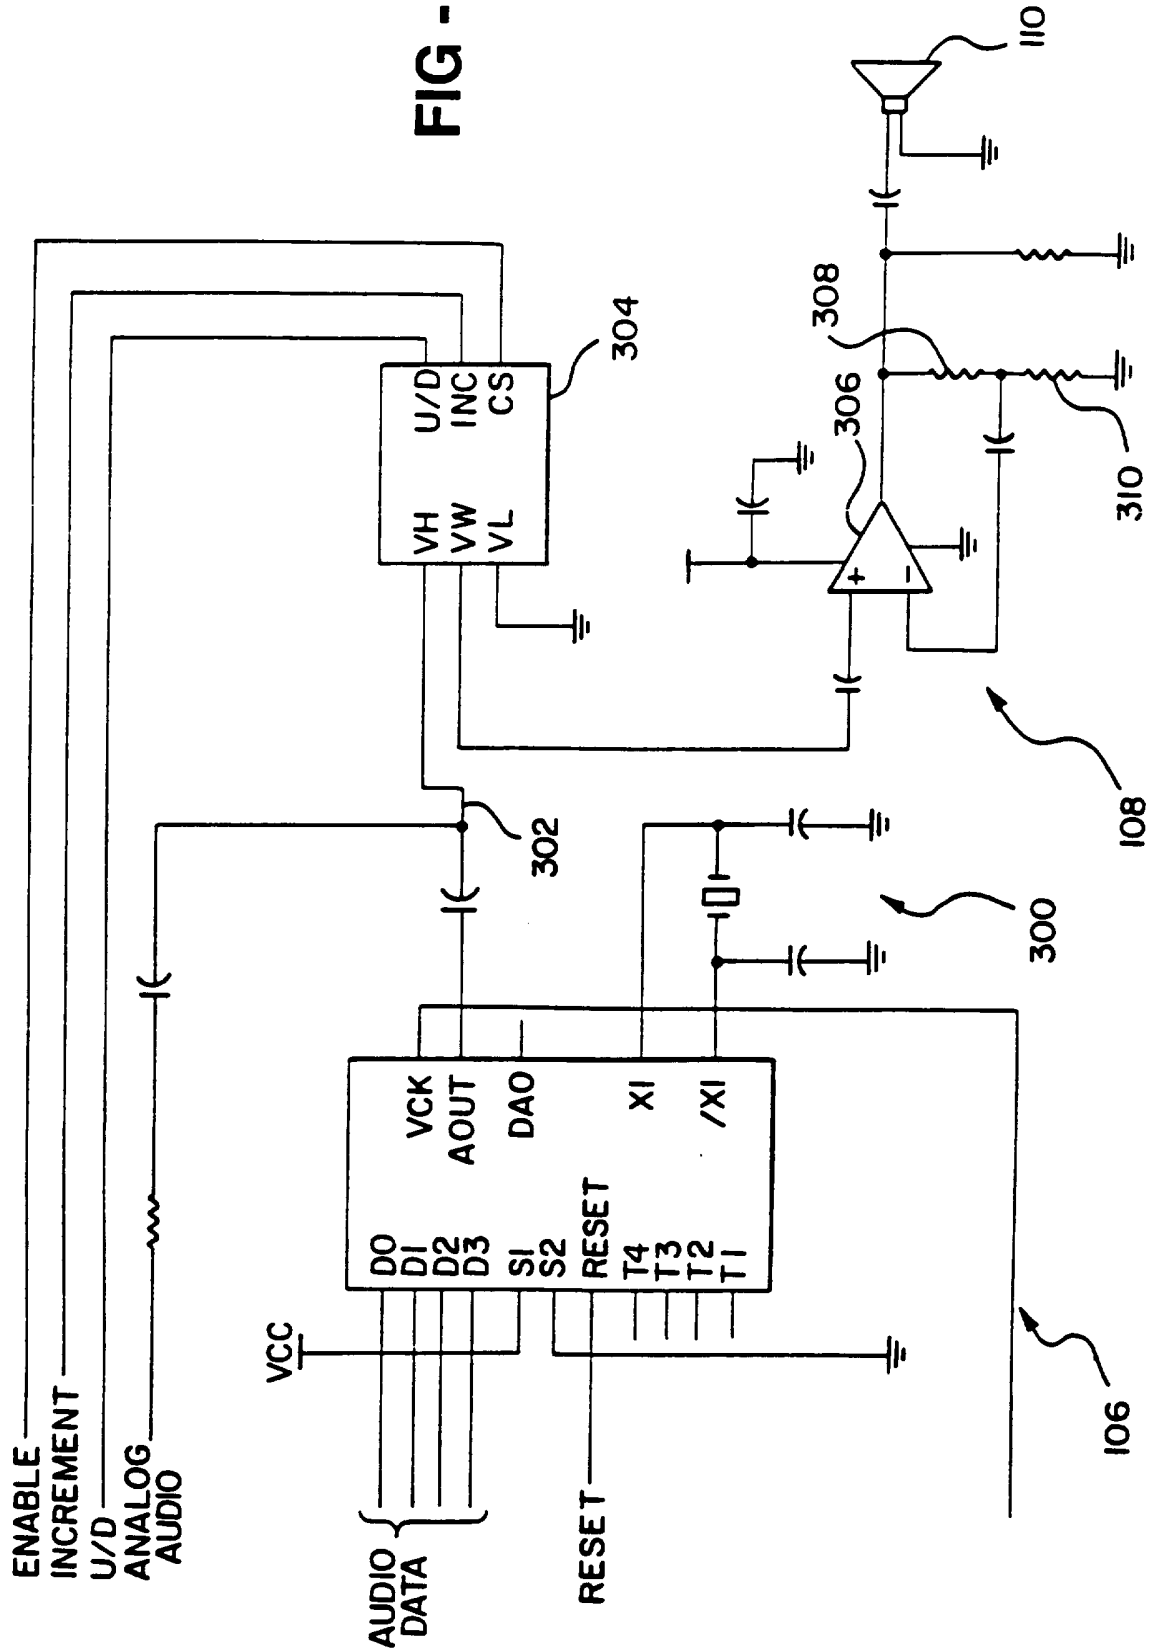 ENABLE
INCREMENT
U/D
ANALOG
AUDIO
AUDIO
DATA
VCC
RESET
D0
D1
D2
D3
S1
S2
RESET
T4
T3
T2
T1
VCK
AOUT
DAO
XI
/XI
106
300
302
VH
VW
VL
U/D
INC
CS
304
108
+
−
306
308
310
110
FIG -